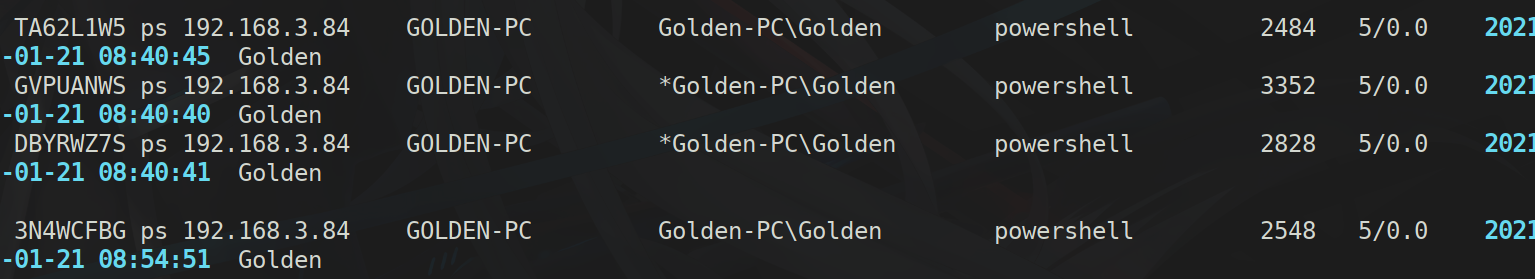 TA62L1W5 ps 192.168.3.84    GOLDEN-PC         Golden-PC\Golden        powershell         2484   5/0.0    2021
-01-21 08:40:45  Golden
GVPUANWS ps 192.168.3.84    GOLDEN-PC         *Golden-PC\Golden       powershell         3352   5/0.0    2021
-01-21 08:40:40  Golden
DBYRWZ7S ps 192.168.3.84    GOLDEN-PC         *Golden-PC\Golden       powershell         2828   5/0.0    2021
-01-21 08:40:41  Golden
3N4WCFBG ps 192.168.3.84    GOLDEN-PC         Golden-PC\Golden        powershell         2548   5/0.0    2021
-01-21 08:54:51  Golden